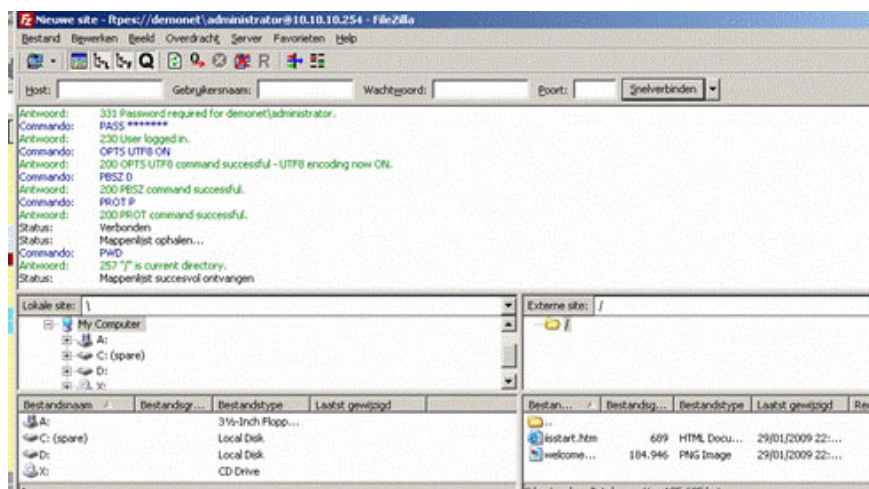 Nieuwe site - ftpes://demonet\administrator@10.10.10.254 - FileZilla
Bestand Bewerken Beeld Overdracht Server Favorieten Help
Host: Gebruikersnaam: Wachtwoord: Poort: Snelverbinden
Antwoord: 331 Password required for demonet\administrator.
Commando: PASS *******
Antwoord: 230 User logged in.
Commando: OPTS UTF8 ON
Antwoord: 200 OPTS UTF8 command successful - UTF8 encoding now ON.
Commando: PBSZ 0
Antwoord: 200 PBSZ command successful.
Commando: PROT P
Antwoord: 200 PROT command successful.
Status: Verbonden
Status: Mappenlijst ophalen...
Commando: PWD
Antwoord: 257 "/" is current directory.
Status: Mappenlijst succesvol ontvangen
Lokale site: \
My Computer
A:
C: (spare)
D:
X:
Externe site: /
/
Bestandsnaam Bestandsgr... Bestandstype Laatst gewijzigd
A: 3½-Inch Flopp...
C: (spare) Local Disk
D: Local Disk
X: CD Drive
Bestan... Bestandsg... Bestandstype Laatst gewijzigd Rec
..
iisstart.htm 689 HTML Docu... 29/01/2009 22:...
welcome... 184.946 PNG Image 29/01/2009 22:...